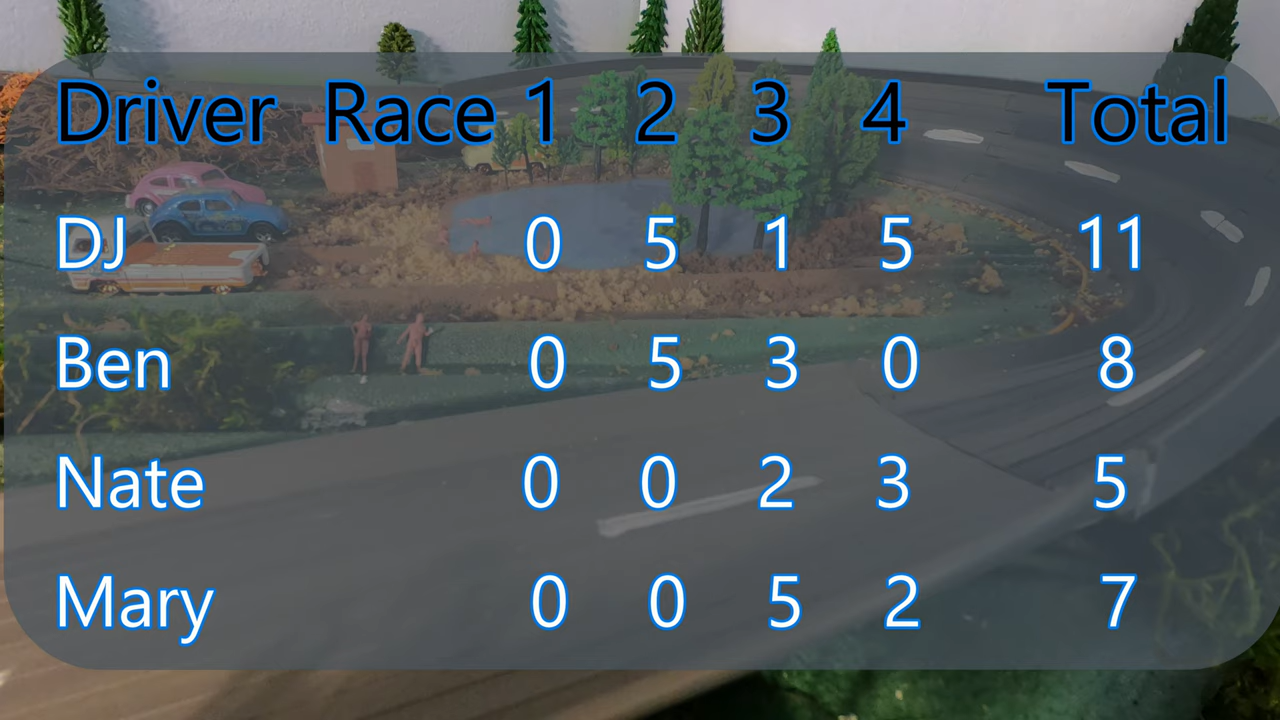 Driver Race 1 2 3 4 Total
DJ 0 5 1 5 11
Ben 0 5 3 0 8
Nate 0 0 2 3 5
Mary 0 0 5 2 7